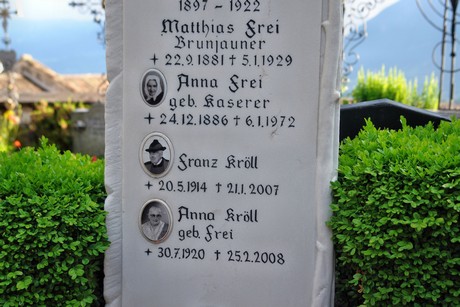 1897 - 1922
Matthias Frei
Brunjauner
+ 22.9.1881 ✝ 5.1.1929
Anna Frei
geb. Kaserer
+ 24.12.1886 ✝ 6.1.1972
Franz Kröll
+ 20.5.1914 ✝ 21.1.2007
Anna Kröll
geb. Frei
+ 30.7.1920 ✝ 25.2.2008